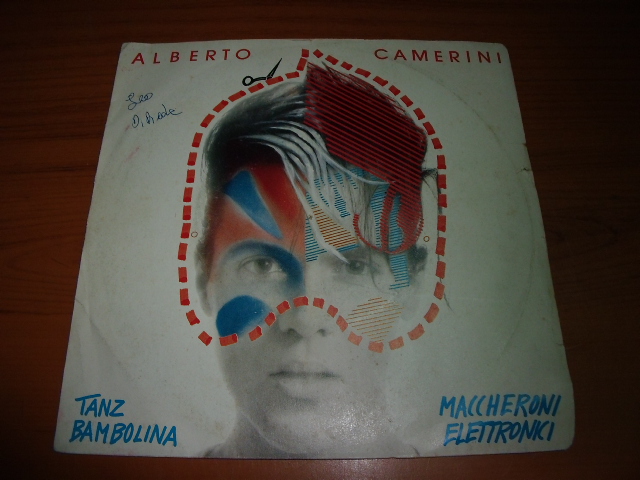 ALBERTO CAMERINI
TANZ
BAMBOLINA
MACCHERONI
ELETTRONICI